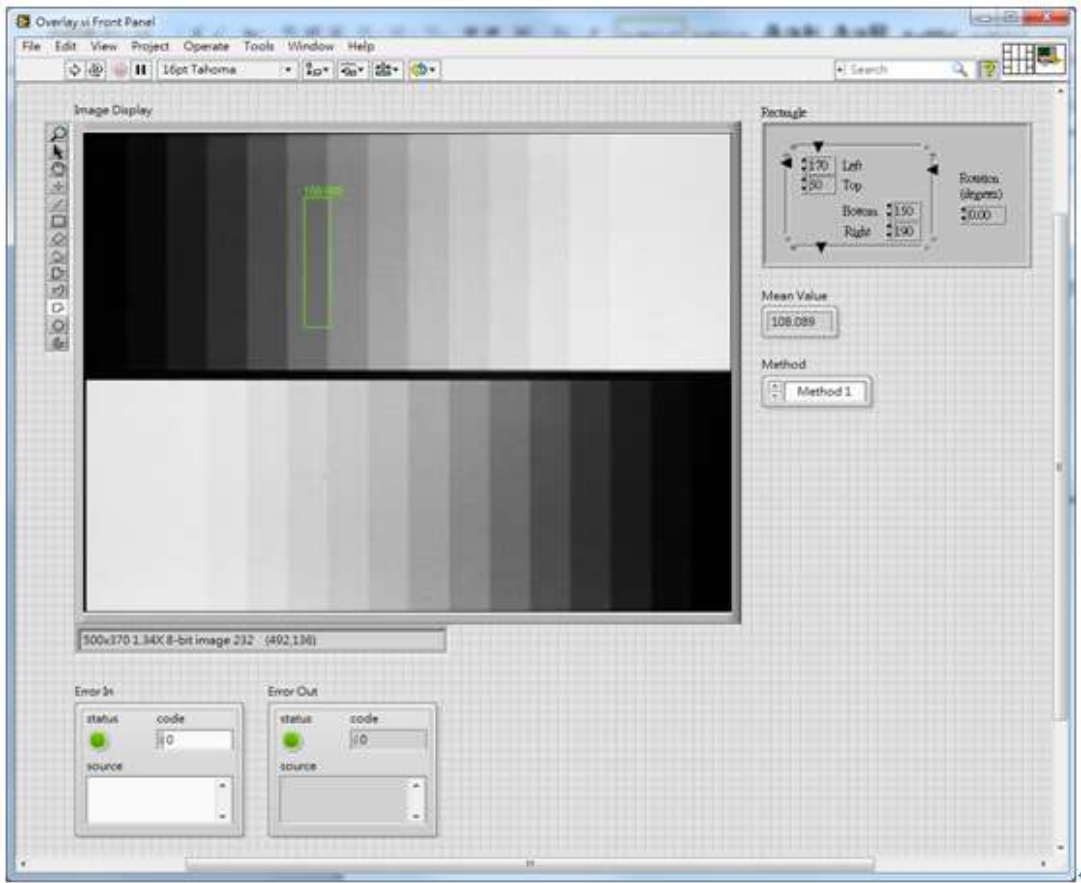 Overlay.vi Front Panel
File Edit View Project Operate Tools Window Help
16pt Tahoma
Search
Image Display
108.089
Rectangle
170 Left
50 Top
Bottom 150
Right 190
Rotation
(degrees)
0.00
Mean Value
108.089
Method
Method 1
500x370 1.34X 8-bit image 232 (492,136)
Error In
status code
0
source
Error Out
status code
0
source